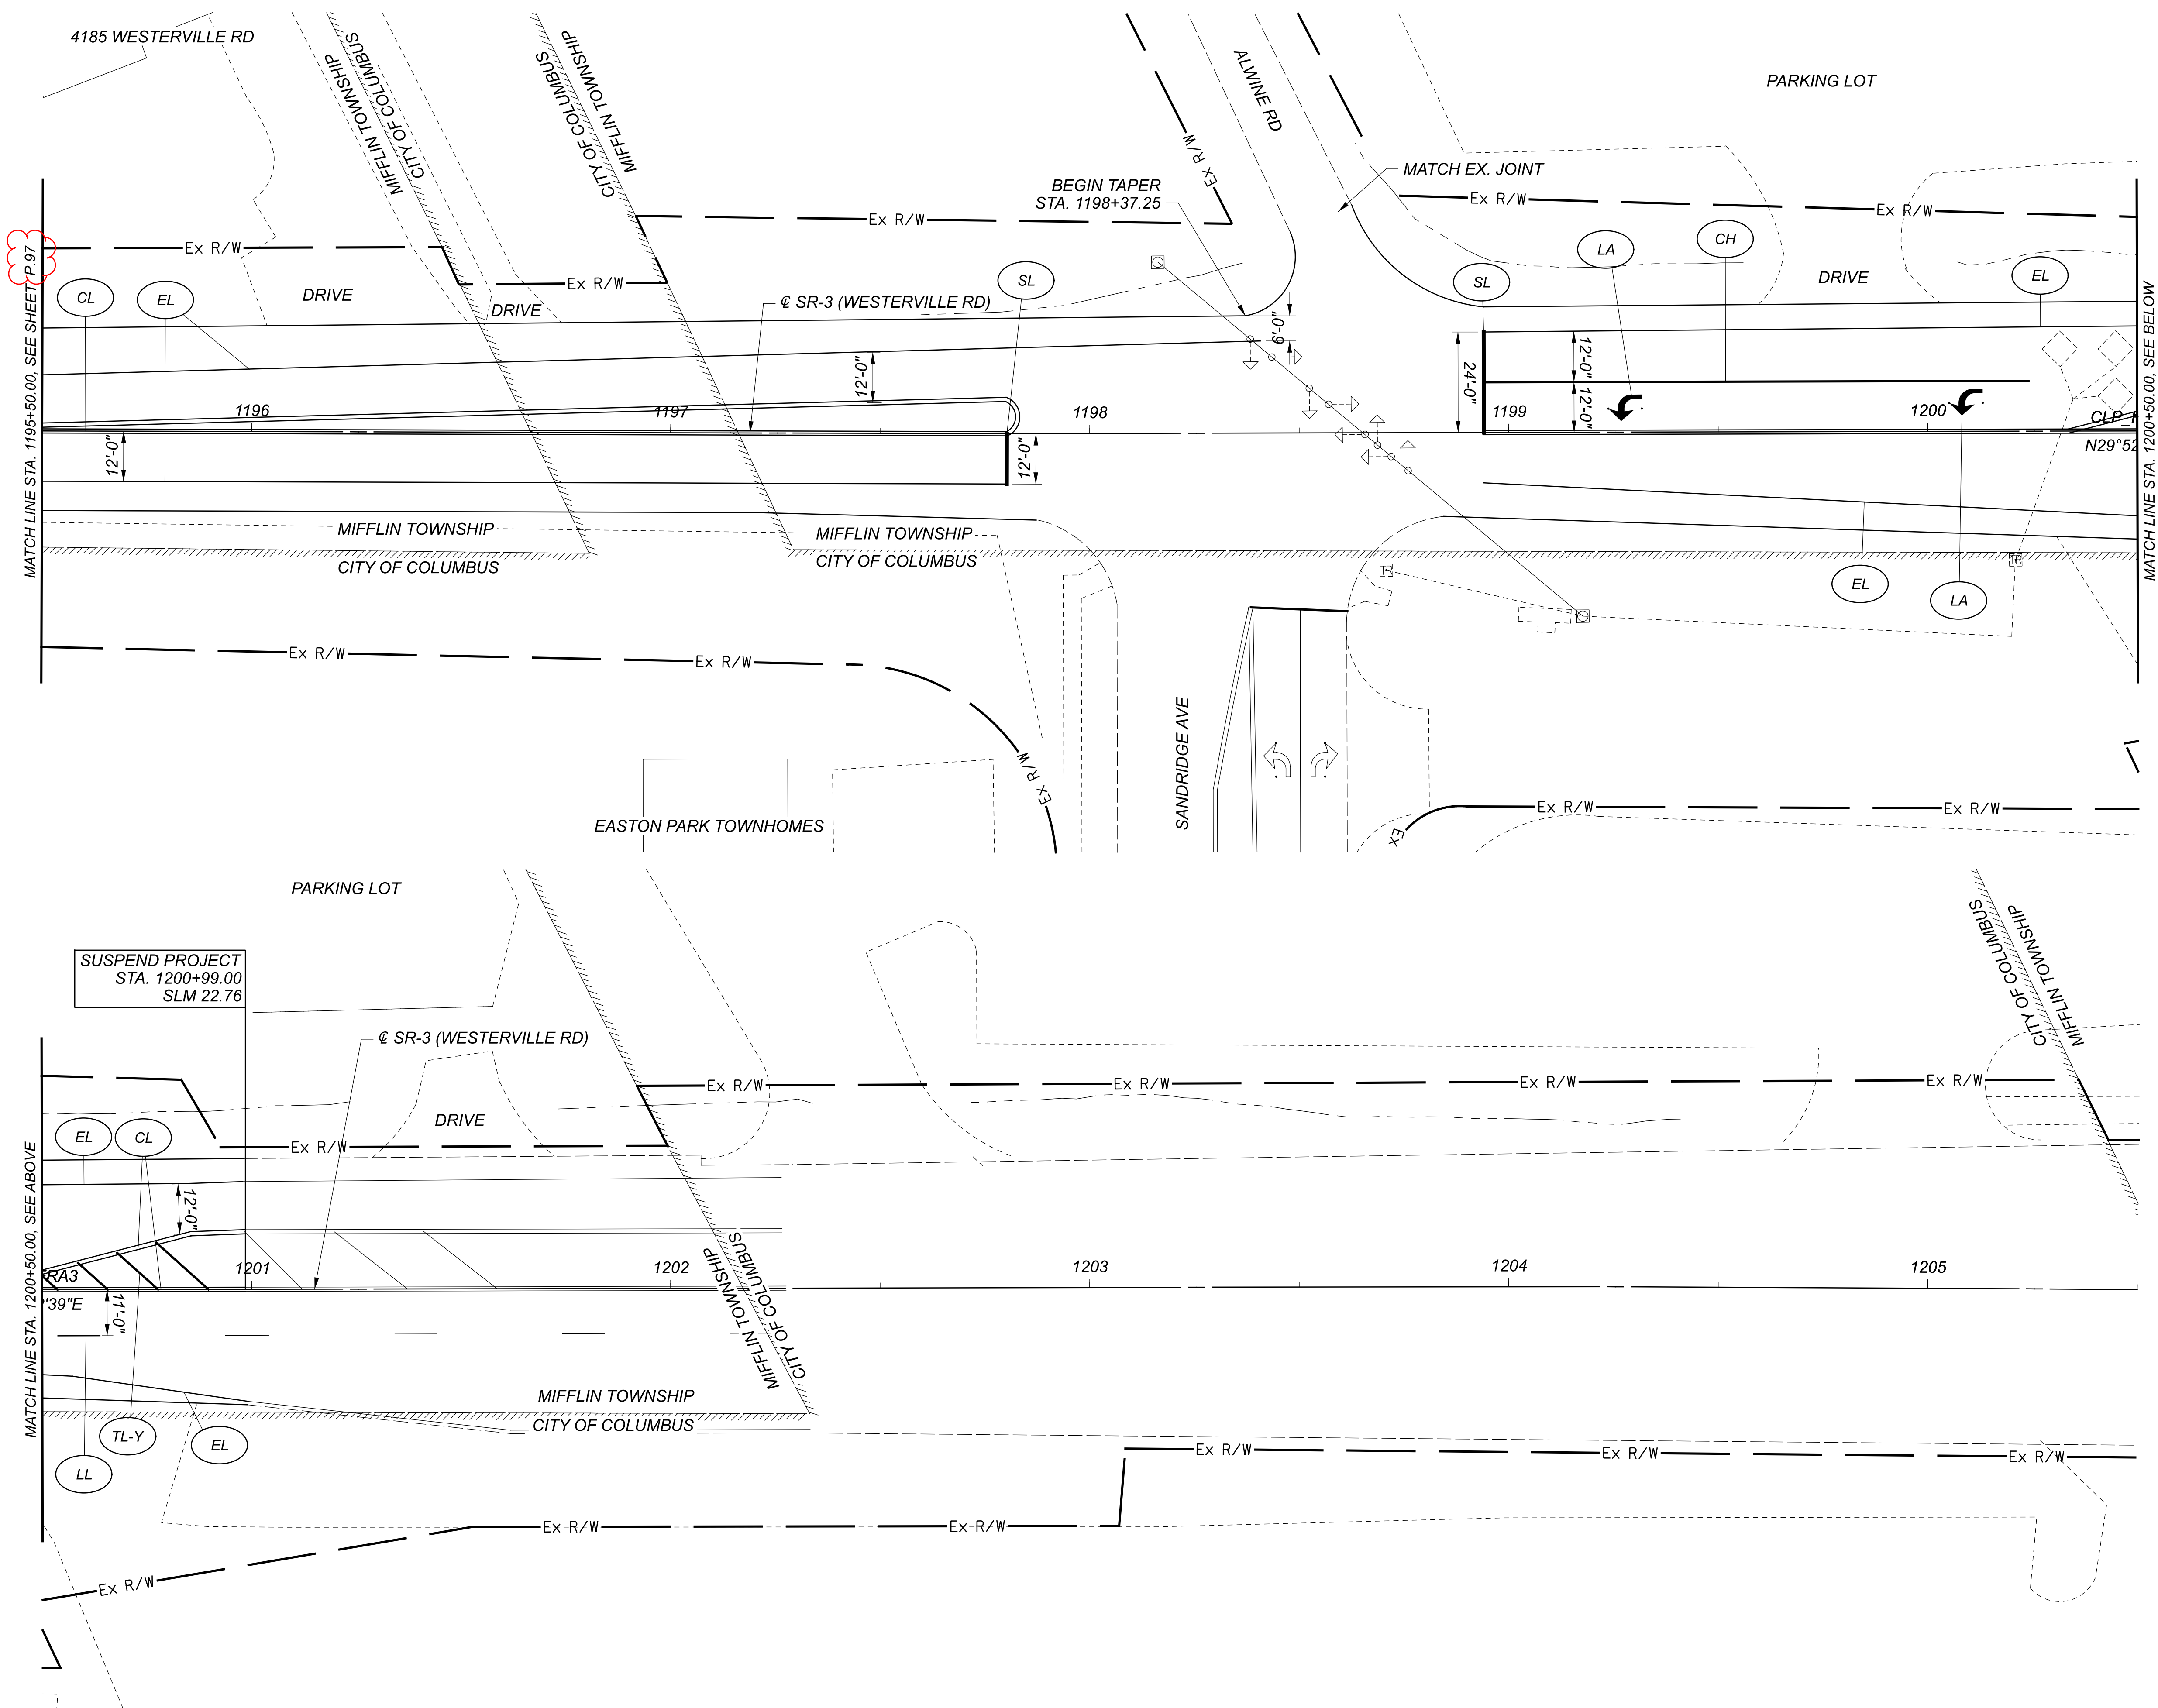 4185 WESTERVILLE RD
MIFFLIN TOWNSHIP
CITY OF COLUMBUS
CITY OF COLUMBUS
MIFFLIN TOWNSHIP
ALWINE RD
PARKING LOT
MATCH EX. JOINT
BEGIN TAPER
STA. 1198+37.25
Ex R/W
Ex R/W
Ex R/W
Ex R/W
Ex R/W
Ex R/W
MATCH LINE STA. 1195+50.00, SEE SHEET P.97
CL
EL
DRIVE
DRIVE
℄ SR-3 (WESTERVILLE RD)
SL
SL
LA
CH
DRIVE
EL
MATCH LINE STA. 1200+50.00, SEE BELOW
6'-0"
12'-0"
12'-0"
24'-0"
12'-0"
1196
1197
1198
1199
1200
12'-0"
12'-0"
N29°52
MIFFLIN TOWNSHIP
CITY OF COLUMBUS
MIFFLIN TOWNSHIP
CITY OF COLUMBUS
TR
TR
EL
LA
Ex R/W
Ex R/W
Ex R/W
SANDRIDGE AVE
EASTON PARK TOWNHOMES
Ex
Ex R/W
Ex R/W
PARKING LOT
SUSPEND PROJECT
STA. 1200+99.00
SLM 22.76
℄ SR-3 (WESTERVILLE RD)
CITY OF COLUMBUS
MIFFLIN TOWNSHIP
Ex R/W
Ex R/W
Ex R/W
Ex R/W
MATCH LINE STA. 1200+50.00, SEE ABOVE
EL
CL
DRIVE
Ex R/W
12'-0"
RA3
'39"E
11'-0"
1201
1202
1203
1204
1205
MIFFLIN TOWNSHIP
CITY OF COLUMBUS
MIFFLIN TOWNSHIP
CITY OF COLUMBUS
TL-Y
EL
LL
Ex R/W
Ex R/W
Ex R/W
Ex R/W
Ex R/W
Ex R/W